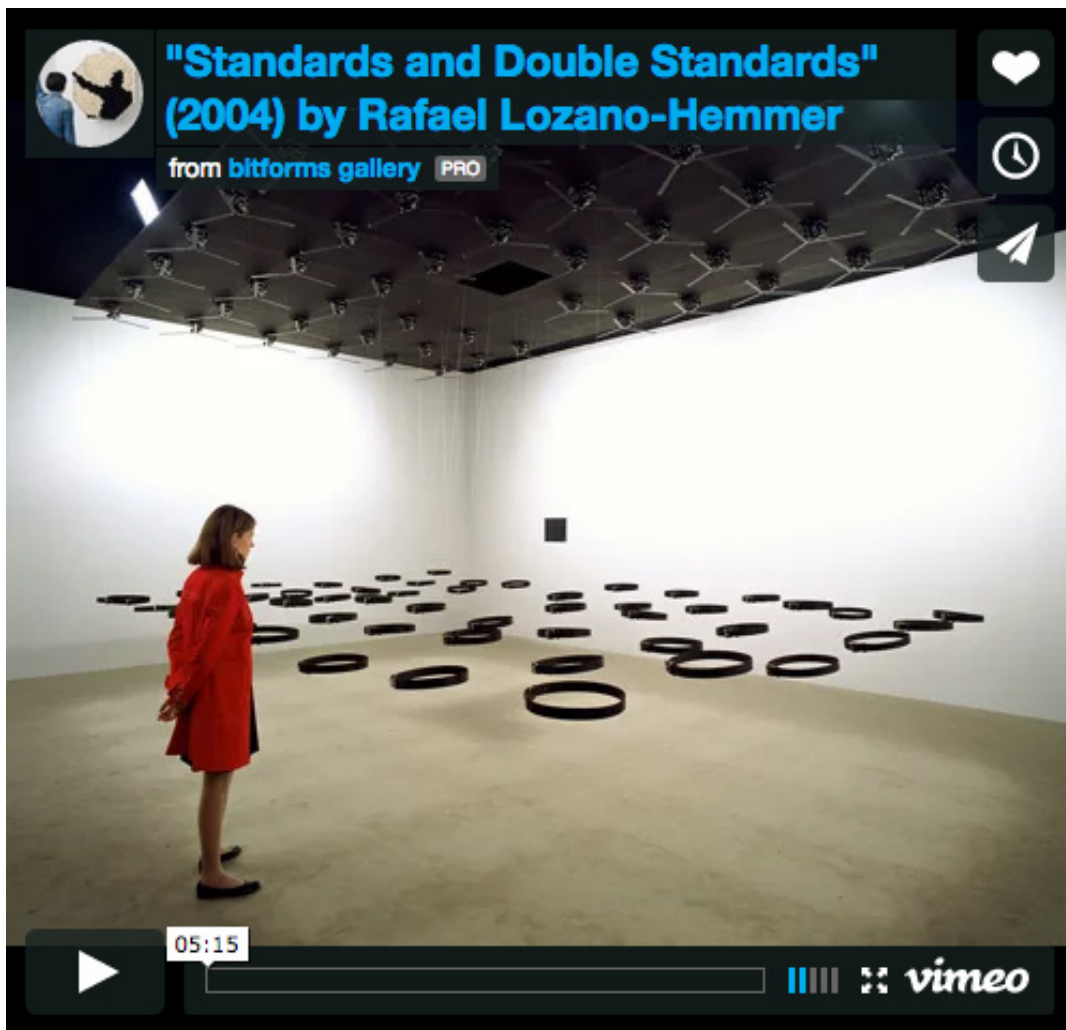 "Standards and Double Standards"
(2004) by Rafael Lozano-Hemmer
from bitforms gallery PRO
05:15
vimeo